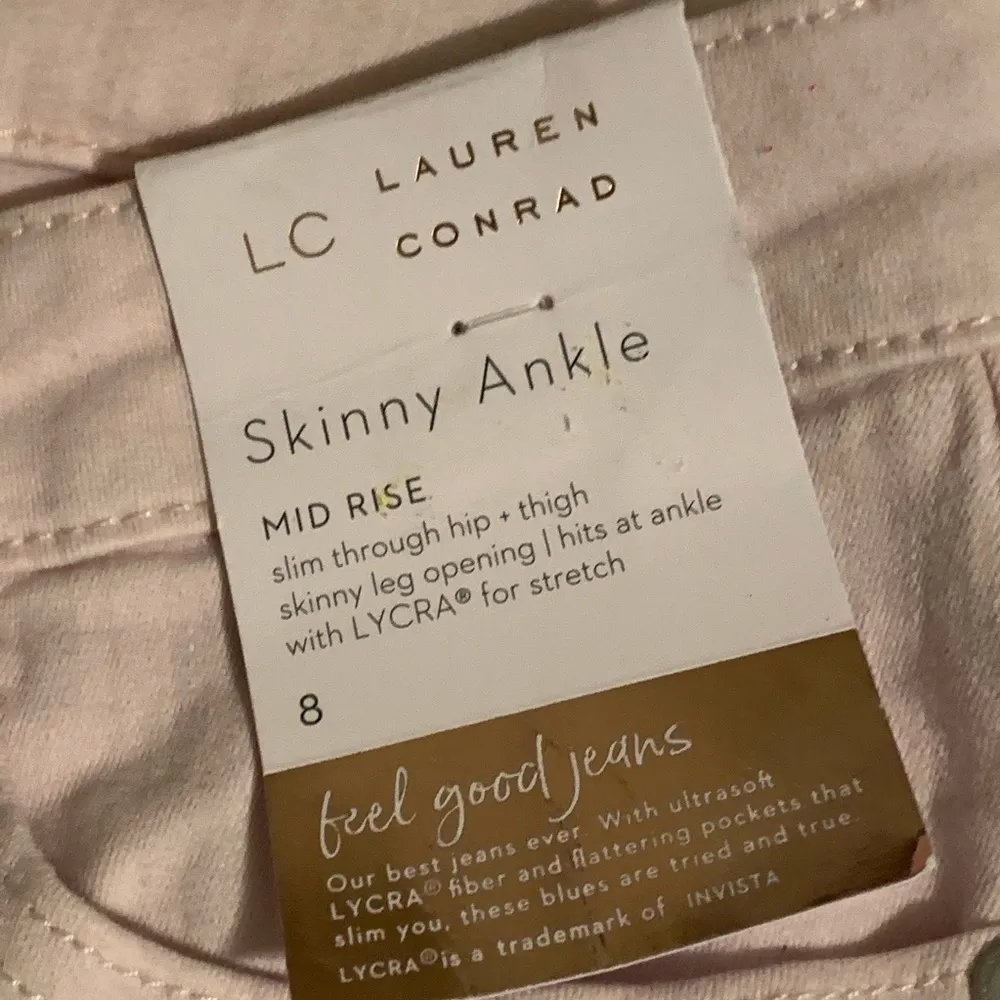 LC LAUREN
CONRAD
Skinny Ankle
MID RISE
slim through hip + thigh
skinny leg opening | hits at ankle
with LYCRA® for stretch
8
feel good jeans
Our best jeans ever. With ultrasoft
LYCRA® fiber and flattering pockets that
slim you, these blues are tried and true.
LYCRA® is a trademark of INVISTA